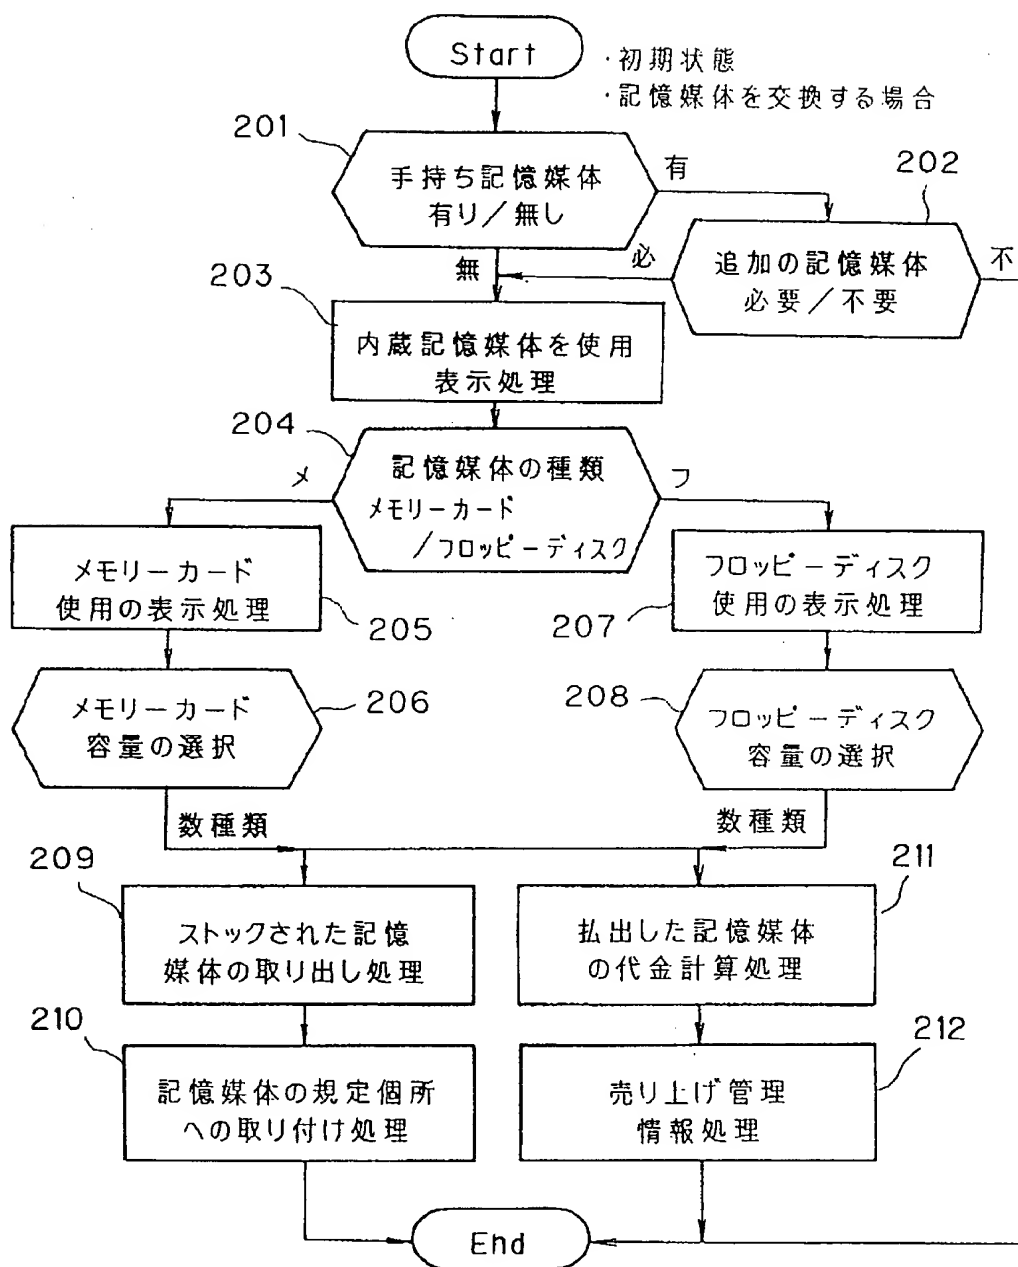 Start
・初期状態
・記憶媒体を交換する場合
201
手持ち記憶媒体
有り／無し
有
202
追加の記憶媒体
必要／不要
必
不
無
203
内蔵記憶媒体を使用
表示処理
204
記憶媒体の種類
メモリーカード
／フロッピーディスク
メ
フ
メモリーカード
使用の表示処理
205
フロッピーディスク
使用の表示処理
207
メモリーカード
容量の選択
206
フロッピーディスク
容量の選択
208
数種類
数種類
209
ストックされた記憶
媒体の取り出し処理
211
払出した記憶媒体
の代金計算処理
210
記憶媒体の規定個所
への取り付け処理
212
売り上げ管理
情報処理
End